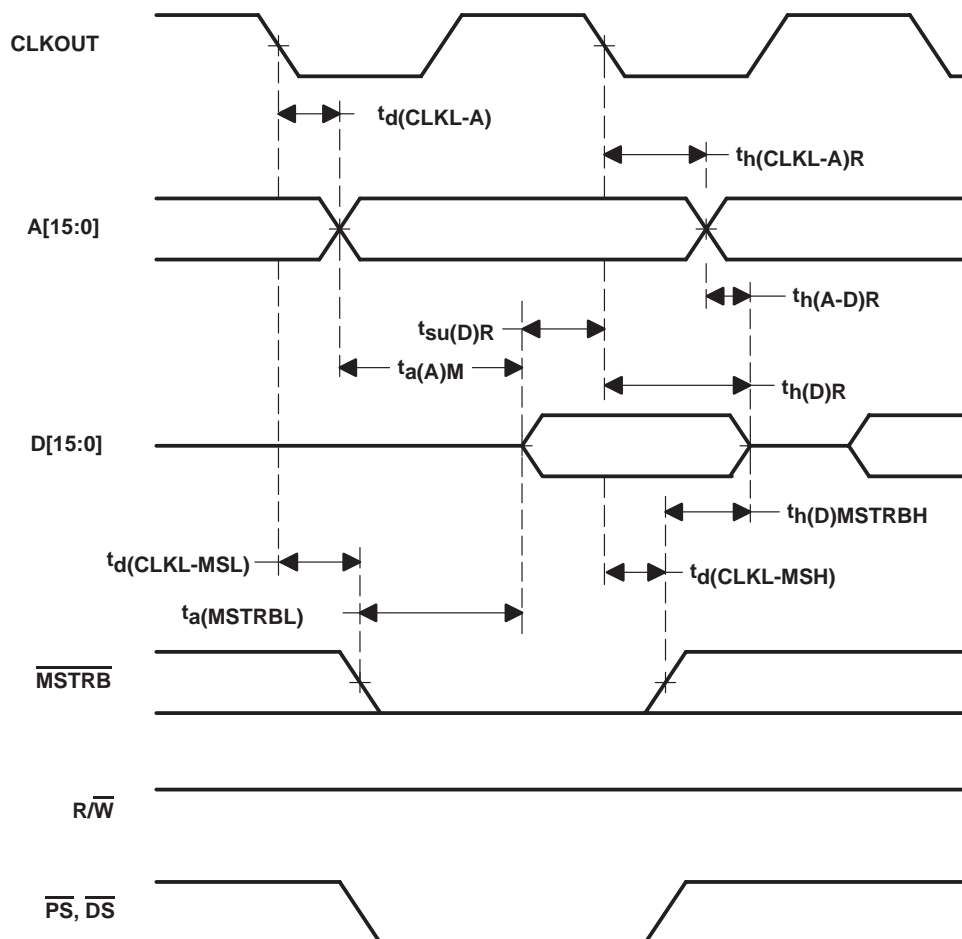 CLKOUT
td(CLKL-A)
th(CLKL-A)R
A[15:0]
th(A-D)R
tsu(D)R
ta(A)M
th(D)R
D[15:0]
th(D)MSTRBH
td(CLKL-MSL)
td(CLKL-MSH)
ta(MSTRBL)
MSTRB
R/W
PS, DS